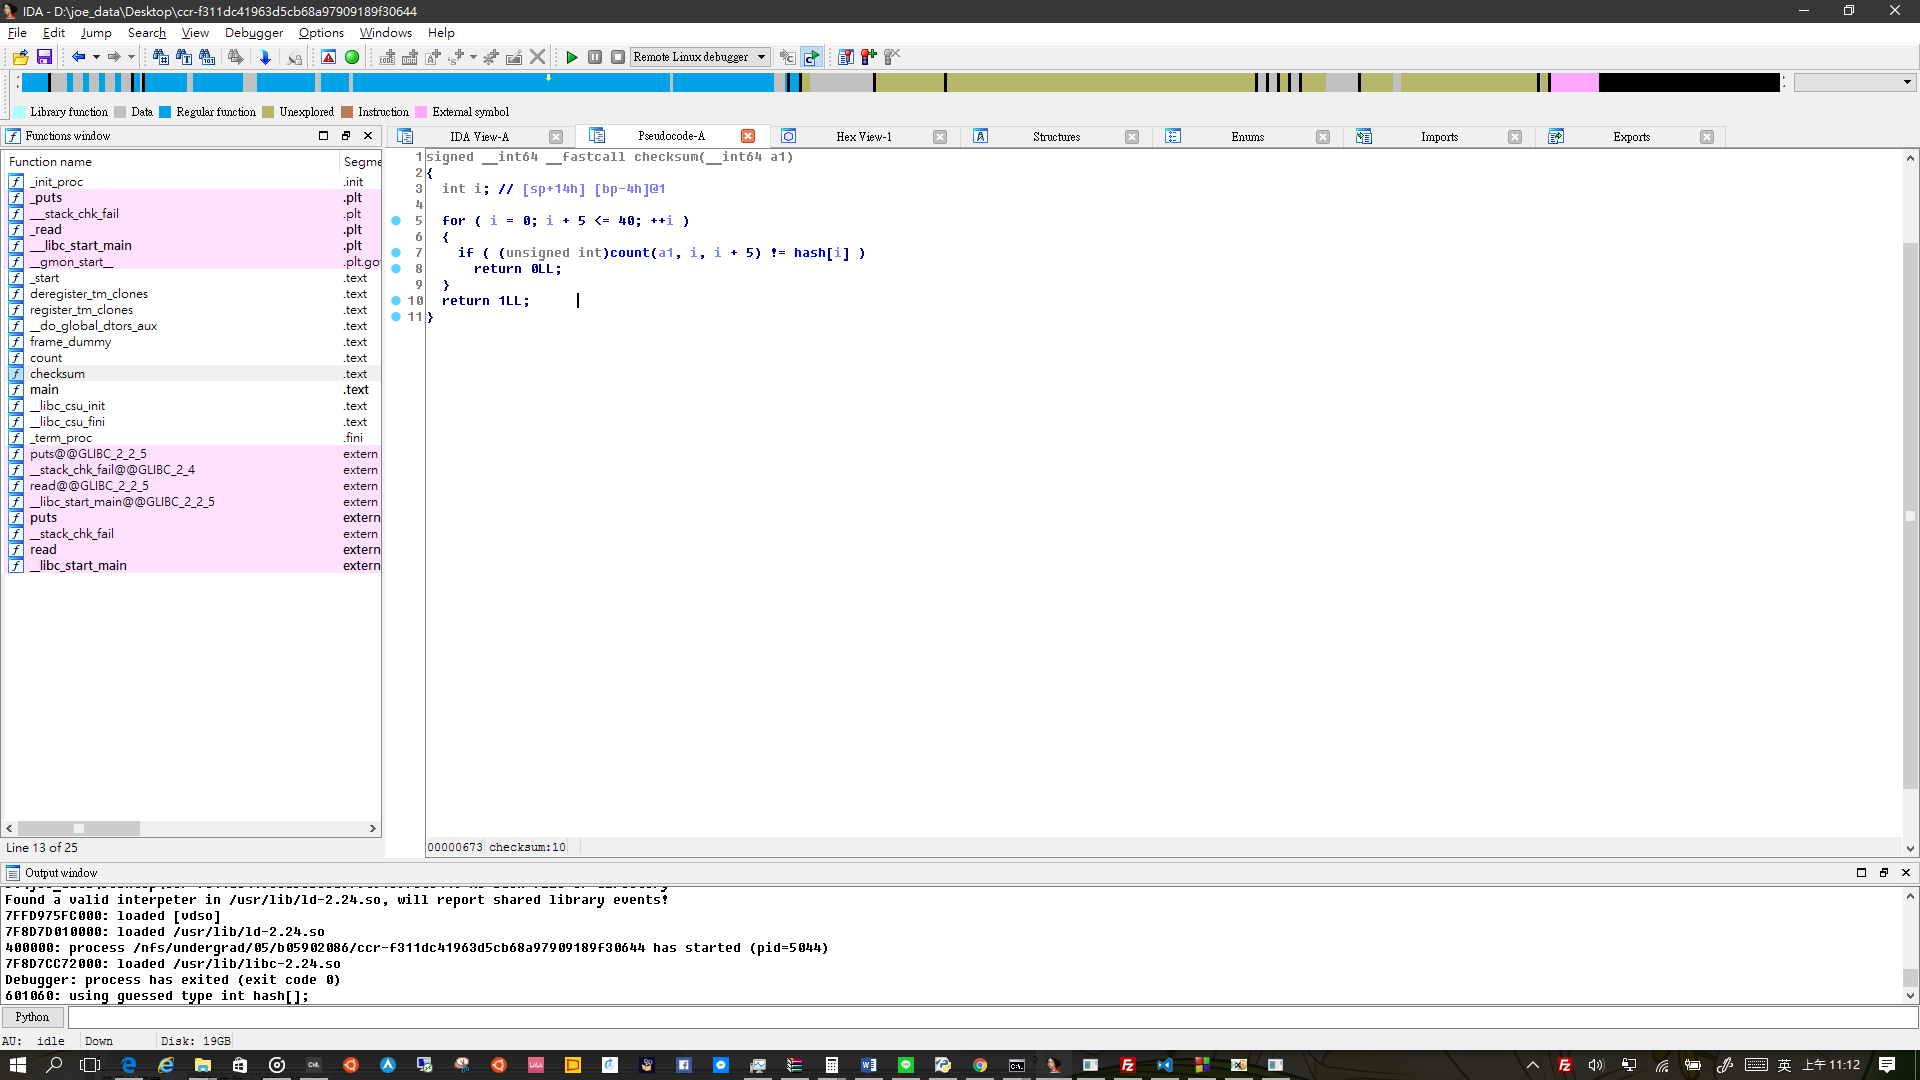 IDA - D:\joe_data\Desktop\ccr-f311dc41963d5cb68a97909189f30644
File Edit Jump Search View Debugger Options Windows Help
Remote Linux debugger
Library function Data Regular function Unexplored Instruction External symbol
Functions window
IDA View-A Pseudocode-A Hex View-1 Structures Enums Imports Exports
Function name Segme
_init_proc .init
_puts .plt
___stack_chk_fail .plt
_read .plt
___libc_start_main .plt
__gmon_start__ .plt.go
_start .text
deregister_tm_clones .text
register_tm_clones .text
__do_global_dtors_aux .text
frame_dummy .text
count .text
checksum .text
main .text
__libc_csu_init .text
__libc_csu_fini .text
_term_proc .fini
puts@@GLIBC_2_2_5 extern
__stack_chk_fail@@GLIBC_2_4 extern
read@@GLIBC_2_2_5 extern
__libc_start_main@@GLIBC_2_2_5 extern
puts extern
__stack_chk_fail extern
read extern
__libc_start_main extern
Line 13 of 25
1 signed __int64 __fastcall checksum(__int64 a1)
2 {
3 int i; // [sp+14h] [bp-4h]@1
4
5 for ( i = 0; i + 5 <= 40; ++i )
6 {
7 if ( (unsigned int)count(a1, i, i + 5) != hash[i] )
8 return 0LL;
9 }
10 return 1LL;
11 }
00000673 checksum:10
Output window
Found a valid interpeter in /usr/lib/ld-2.24.so, will report shared library events!
7FFD975FC000: loaded [vdso]
7F8D7D010000: loaded /usr/lib/ld-2.24.so
400000: process /nfs/undergrad/05/b05902086/ccr-f311dc41963d5cb68a97909189f30644 has started (pid=5044)
7F8D7CC72000: loaded /usr/lib/libc-2.24.so
Debugger: process has exited (exit code 0)
601060: using guessed type int hash[];
Python
AU: idle Down Disk: 19GB
英 上午 11:12